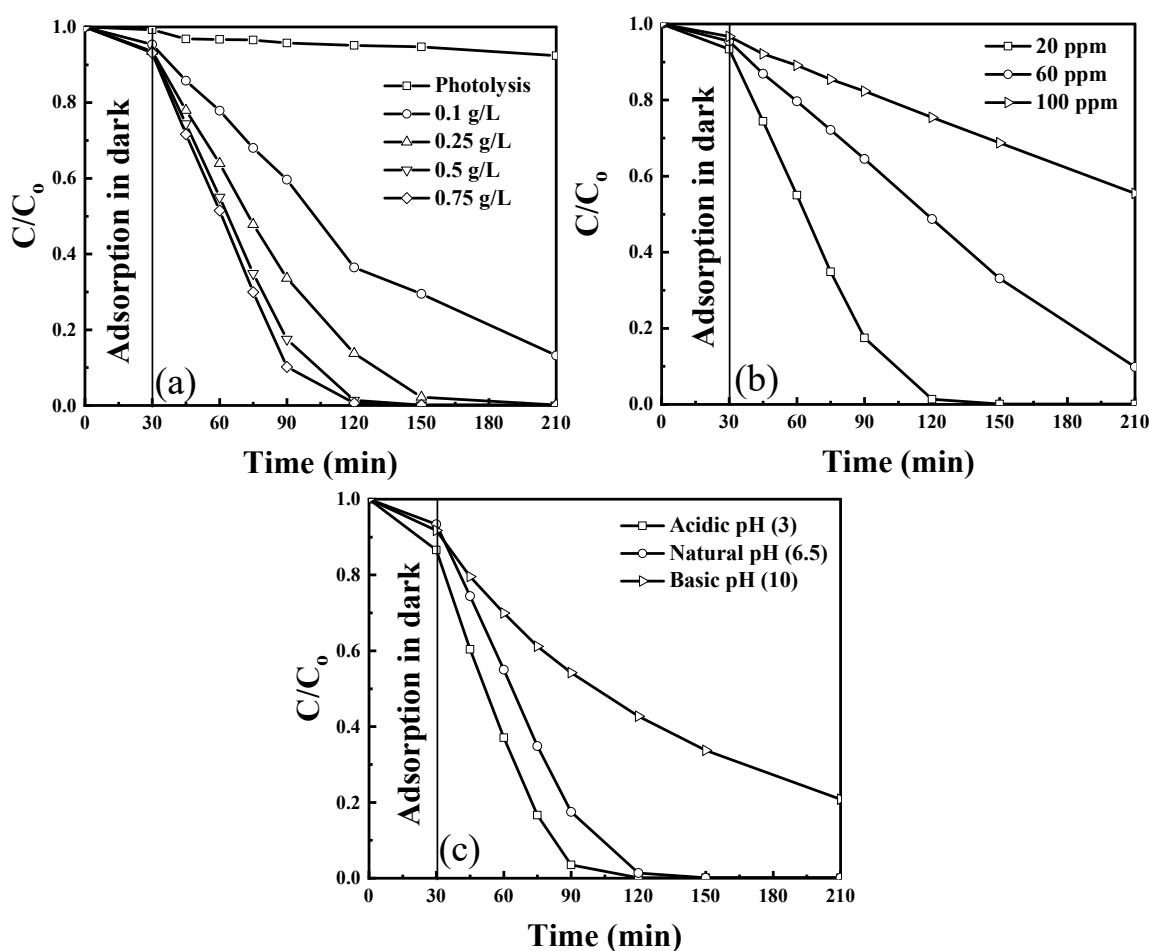 1.0
0.8
0.6
0.4
0.2
0.0
C/Co
Adsorption in dark
Photolysis
0.1 g/L
0.25 g/L
0.5 g/L
0.75 g/L
(a)
0 30 60 90 120 150 180 210
Time (min)
1.0
0.8
0.6
0.4
0.2
0.0
C/Co
Adsorption in dark
20 ppm
60 ppm
100 ppm
(b)
0 30 60 90 120 150 180 210
Time (min)
1.0
0.8
0.6
0.4
0.2
0.0
C/Co
Adsorption in dark
Acidic pH (3)
Natural pH (6.5)
Basic pH (10)
(c)
0 30 60 90 120 150 180 210
Time (min)